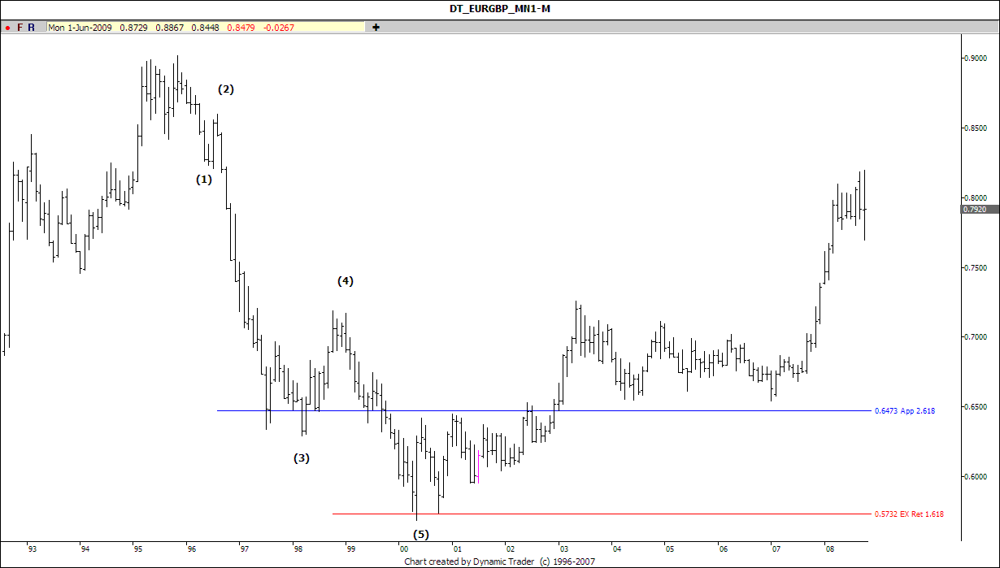 DT_EURGBP_MN1-M
F R Mon 1-Jun-2009 0.8729 0.8867 0.8448 0.8479 -0.0267
0.9000
(2)
0.8500
(1)
0.8000
0.7920
(4)
0.7500
0.7000
0.6500
0.6473 App 2.618
(3)
0.6000
0.5732 EX Ret 1.618
(5)
93 94 95 96 97 98 99 00 01 02 03 04 05 06 07 08
Chart created by Dynamic Trader (c) 1996-2007